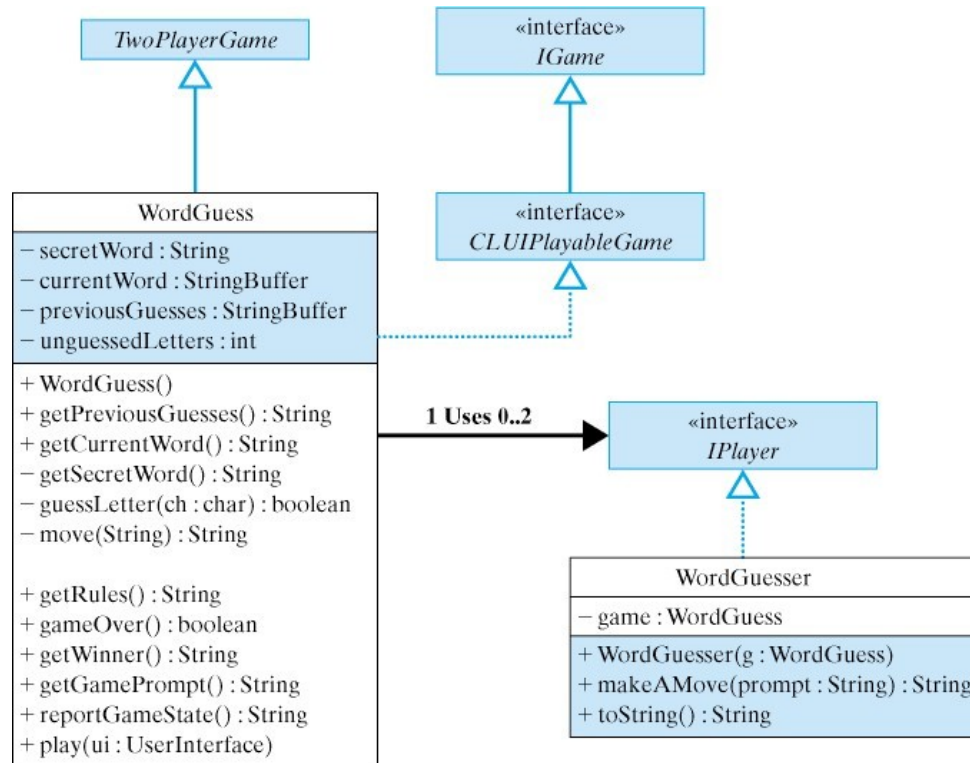 TwoPlayerGame
«interface»
IGame
WordGuess
− secretWord : String
− currentWord : StringBuffer
− previousGuesses : StringBuffer
− unguessedLetters : int
+ WordGuess()
+ getPreviousGuesses() : String
+ getCurrentWord() : String
− getSecretWord() : String
− guessLetter(ch : char) : boolean
− move(String) : String
+ getRules() : String
+ gameOver() : boolean
+ getWinner() : String
+ getGamePrompt() : String
+ reportGameState() : String
+ play(ui : UserInterface)
«interface»
CLUIPlayableGame
1 Uses 0..2
«interface»
IPlayer
WordGuesser
− game : WordGuess
+ WordGuesser(g : WordGuess)
+ makeAMove(prompt : String) : String
+ toString() : String